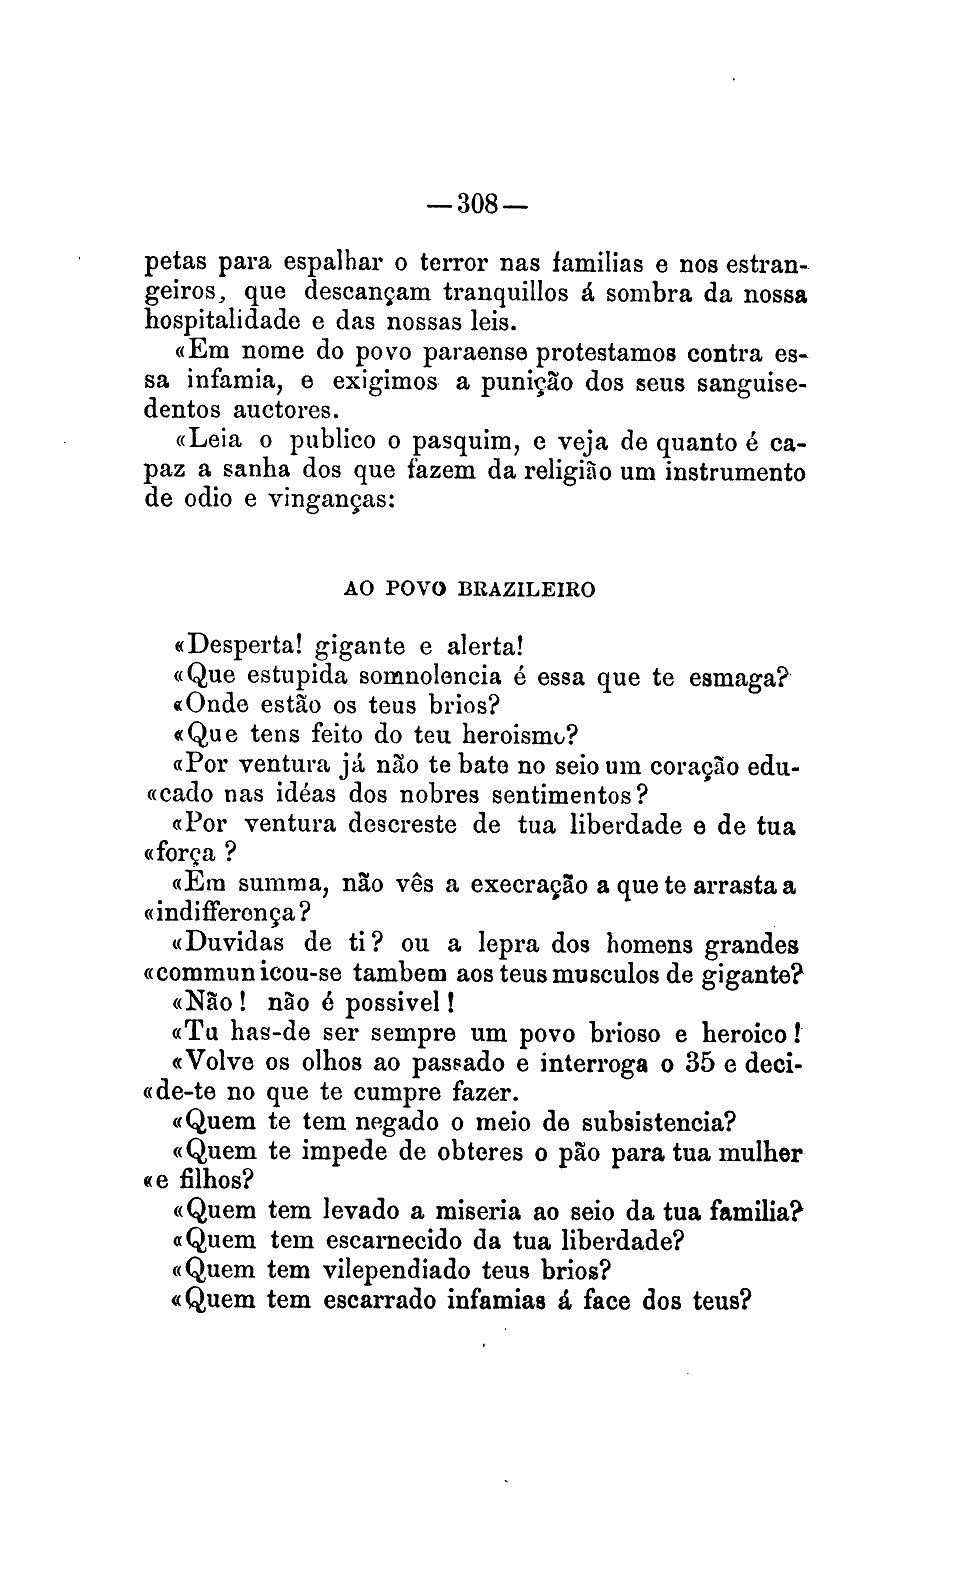 —308—
petas para espalhar o terror nas familias e nos estran-
geiros, que descançam tranquillos á sombra da nossa
hospitalidade e das nossas leis.
«Em nome do povo paraense protestamos contra es-
sa infamia, e exigimos a punição dos seus sanguise-
dentos auctores.
«Leia o publico o pasquim, e veja de quanto é ca-
paz a sanha dos que fazem da religião um instrumento
de odio e vinganças:
AO POVO BRAZILEIRO
«Desperta! gigante e alerta!
«Que estupida somnolencia é essa que te esmaga?
«Onde estão os teus brios?
«Que tens feito do teu heroismo?
«Por ventura já não te bate no seio um coração edu-
«cado nas idéas dos nobres sentimentos?
«Por ventura descreste de tua liberdade e de tua
«força ?
«Em summa, não vês a execração a que te arrasta a
«indifferença?
«Duvidas de ti? ou a lepra dos homens grandes
«communicou-se tambem aos teus musculos de gigante?
«Não! não é possivel!
«Tu has-de ser sempre um povo brioso e heroico!
«Volve os olhos ao passado e interroga o 35 e deci-
«de-te no que te cumpre fazer.
«Quem te tem negado o meio de subsistencia?
«Quem te impede de obteres o pão para tua mulher
«e filhos?
«Quem tem levado a miseria ao seio da tua familia?
«Quem tem escarnecido da tua liberdade?
«Quem tem vilependiado teus brios?
«Quem tem escarrado infamias á face dos teus?